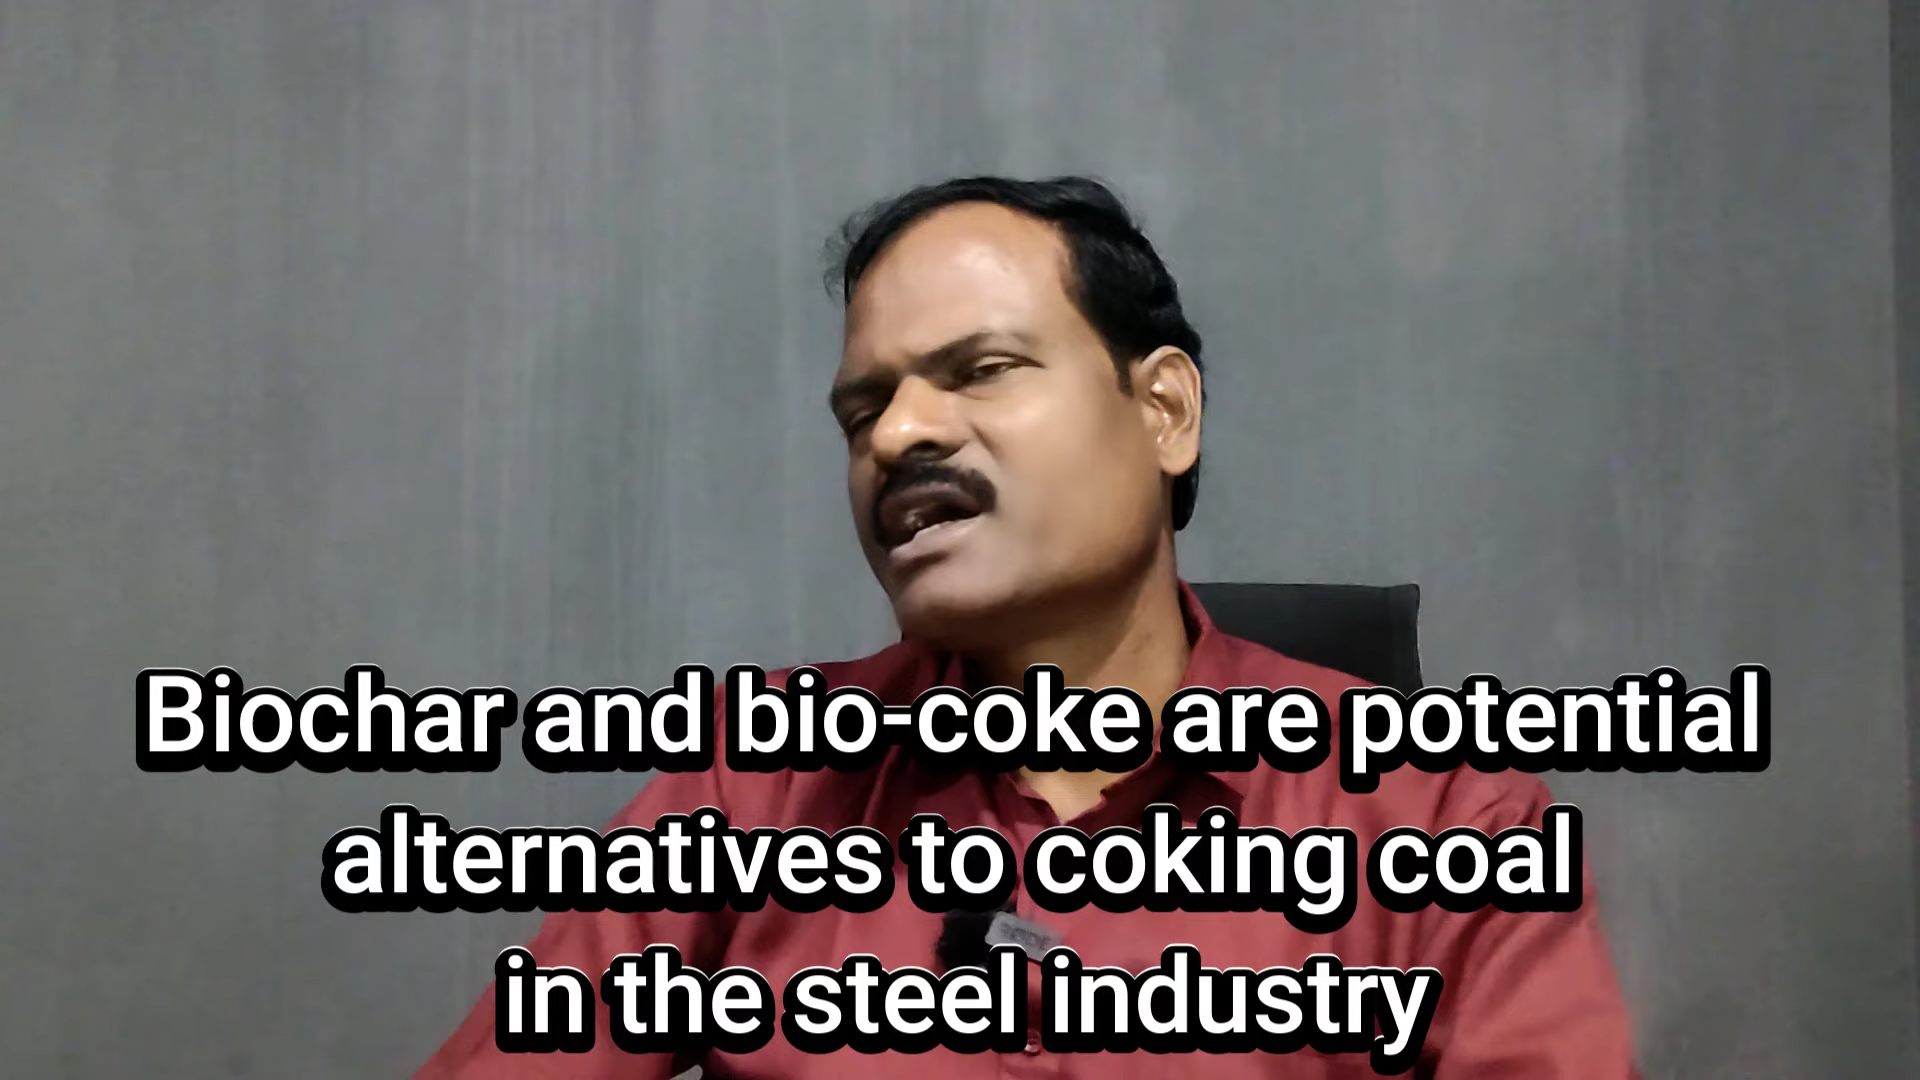 Biochar and bio-coke are potential
alternatives to coking coal
in the steel industry